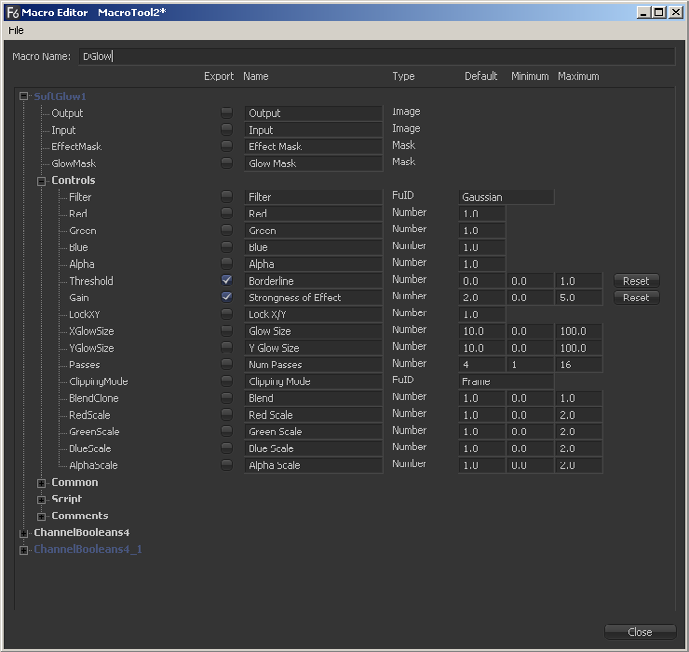 F6 Macro Editor MacroTool2*
File
Macro Name: DGlow
Export Name Type Default Minimum Maximum
SoftGlow1
Output Output Image
Input Input Image
EffectMask Effect Mask Mask
GlowMask Glow Mask Mask
Controls
Filter Filter FuID Gaussian
Red Red Number 1.0
Green Green Number 1.0
Blue Blue Number 1.0
Alpha Alpha Number 1.0
Threshold Borderline Number 0.0 0.0 1.0 Reset
Gain Strongness of Effect Number 2.0 0.0 5.0 Reset
LockXY Lock X/Y Number 1.0
XGlowSize Glow Size Number 10.0 0.0 100.0
YGlowSize Y Glow Size Number 10.0 0.0 100.0
Passes Num Passes Number 4 1 16
ClippingMode Clipping Mode FuID Frame
BlendClone Blend Number 1.0 0.0 1.0
RedScale Red Scale Number 1.0 0.0 2.0
GreenScale Green Scale Number 1.0 0.0 2.0
BlueScale Blue Scale Number 1.0 0.0 2.0
AlphaScale Alpha Scale Number 1.0 0.0 2.0
Common
Script
Comments
ChannelBooleans4
ChannelBooleans4_1
Close